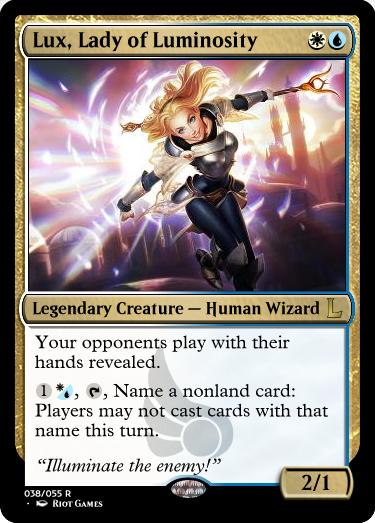 Lux, Lady of Luminosity
Legendary Creature — Human Wizard L
Your opponents play with their
hands revealed.
1 , , Name a nonland card:
Players may not cast cards with that
name this turn.
“Illuminate the enemy!”
2/1
038/055 R
RIOT GAMES